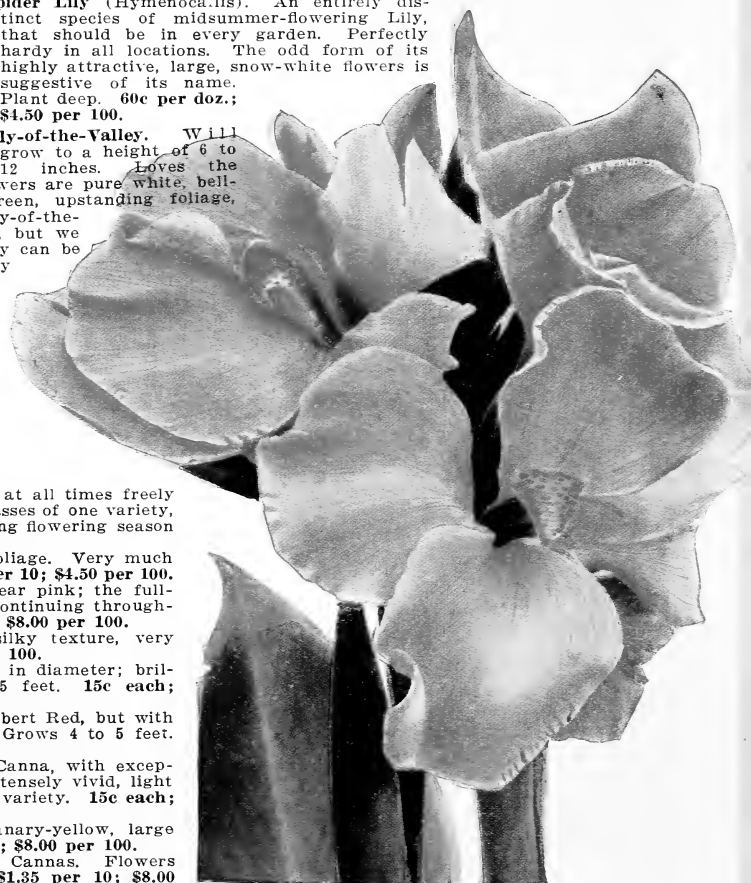 pider Lily (Hymenoca.lis). An entirely dis-
tinct species of midsummer-flowering Lily,
that should be in every garden. Perfectly
hardy in all locations. The odd form of its
highly attractive, large, snow-white flowers is
suggestive of its name.
Plant deep. 60c per doz.;
$4.50 per 100.
ly-of-the-Valley. Will
grow to a height of 6 to
12 inches. Loves the
wers are pure white, bell-
reen, upstanding foliage,
y-of-the-
, but we
y can be
y
at all times freely
sses of one variety,
ng flowering season
oliage. Very much
er 10; $4.50 per 100.
ear pink; the full-
ontinuing through-
$8.00 per 100.
silky texture, very
100.
in diameter; bril-
5 feet. 15c each;
bert Red, but with
Grows 4 to 5 feet.
Canna, with excep-
tensely vivid, light
variety. 15c each;
nary-yellow, large
; $8.00 per 100.
Cannas. Flowers
$1.35 per 10; $8.00